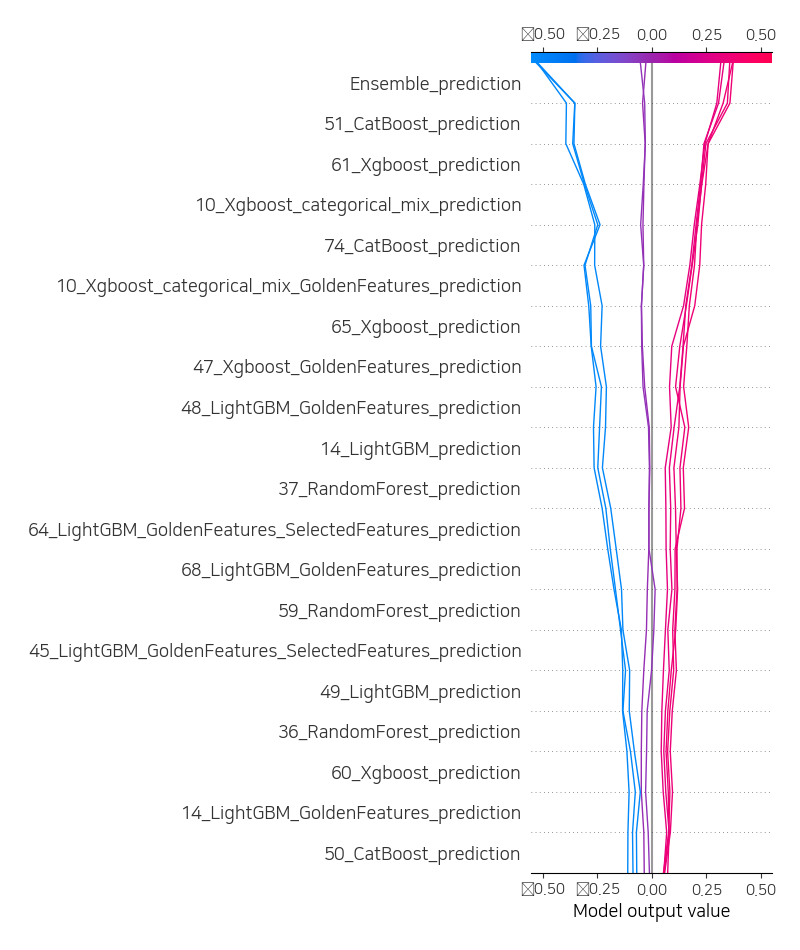 0.50 0.25 0.00 0.25 0.50
Ensemble_prediction
51_CatBoost_prediction
61_Xgboost_prediction
10_Xgboost_categorical_mix_prediction
74_CatBoost_prediction
10_Xgboost_categorical_mix_GoldenFeatures_prediction
65_Xgboost_prediction
47_Xgboost_GoldenFeatures_prediction
48_LightGBM_GoldenFeatures_prediction
14_LightGBM_prediction
37_RandomForest_prediction
64_LightGBM_GoldenFeatures_SelectedFeatures_prediction
68_LightGBM_GoldenFeatures_prediction
59_RandomForest_prediction
45_LightGBM_GoldenFeatures_SelectedFeatures_prediction
49_LightGBM_prediction
36_RandomForest_prediction
60_Xgboost_prediction
14_LightGBM_GoldenFeatures_prediction
50_CatBoost_prediction
0.50 0.25 0.00 0.25 0.50
Model output value